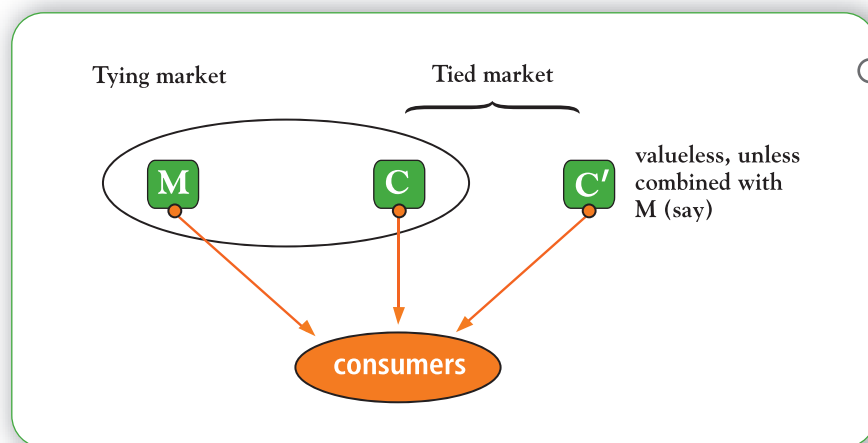 Tying market
Tied market
M
C
C′
valueless, unless
combined with
M (say)
consumers